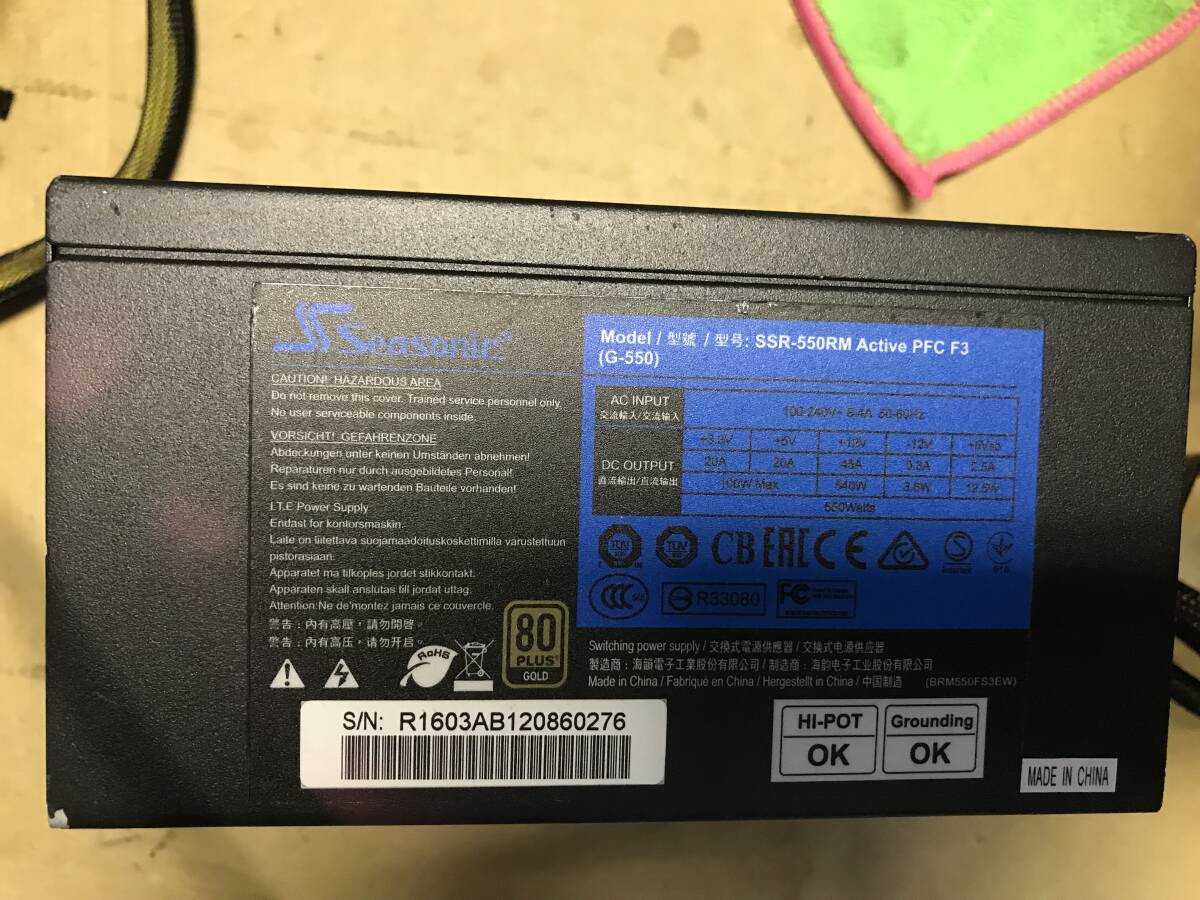 Seasonic
CAUTION! HAZARDOUS AREA
Do not remove this cover. Trained service personnel only.
No user serviceable components inside.
VORSICHT! GEFAHRENZONE
Abdeckungen unter keinen Umständen abnehmen!
Reparaturen nur durch ausgebildetes Personal!
Es sind keine zu wartenden Bauteile vorhanden!
I.T.E Power Supply
Endast for kontorsmaskin.
Laite on liitettava suojamaadoituskoskettimilla varustettuun
pistorasiaan.
Apparatet ma tilkoples jordet stikkontakt.
Apparaten skall anslutas till jordat uttag.
Attention:Ne de'montez jamais ce couvercle.
警告:內有高壓,請勿開啓。
警告:内有高压,请勿开启。
RoHS
80
PLUS
GOLD
Model / 型號 / 型号: SSR-550RM Active PFC F3
(G-550)
AC INPUT
交流輸入/交流输入
100-240V~ 8.4A 50-60Hz
DC OUTPUT
直流輸出/直流输出
+3.3V +5V +12V -12V +5Vsb
20A 20A 45A 0.3A 2.5A
100W Max 540W 3.6W 12.5W
550Watts
TÜV TÜV CB EAC CE Intertek
CCC R33080 FC
Switching power supply / 交換式電源供應器 / 交换式电源供应器
製造商:海韻電子工業股份有限公司 / 制造商:海韵电子工业股份有限公司
Made in China / Fabriqué en China / Hergestellt in China / 中国制造 (BRM550FS3EW)
S/N: R1603AB120860276
HI-POT
OK
Grounding
OK
MADE IN CHINA